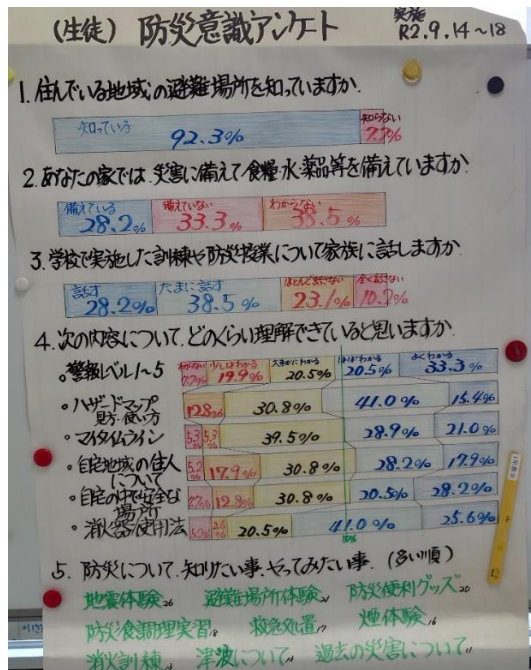 (生徒) 防災意識アンケート
実施
R2.9.14~18
1. 住んでいる地域の避難場所を知っていますか.
知っている 知らない
92.3% 7.7%
2. あなたの家では、災害に備えて食糧・水・薬品等を備えていますか.
備えている 備えていない わからない
28.2% 33.3% 38.5%
3. 学校で実施した訓練や防災授業について家族に話しますか.
話す たまに話す ほとんど話さない 全く話さない
28.2% 38.5% 23.1%
4. 次の内容について、どのくらい理解できていると思いますか.
わからない 少しはわかる 大まかにわかる ほぼわかる よくわかる
。警戒レベル1~5 7.7% 17.9% 20.5% 20.5% 33.3%
・ハザードマップ 12.8% 30.8% 41.0% 15.4%
見方・使い方
・マイタイムライン 5.3% 5.3% 39.5% 28.9% 21.0%
・自宅地域の住人 17.9% 30.8% 28.2% 17.9%
について
・自宅の中で安全な 7.7% 12.8% 30.8% 20.5% 28.2%
場所
・消火器使用法 20.5% 41.0% 25.6%
50%
5. 防災について、知りたい事、やってみたい事. (多い順)
地震体験26 避難場所体験21 防災便利グッズ20
防災食調理実習18 救急処置17 煙体験16
消火訓練 津波について 過去の災害について